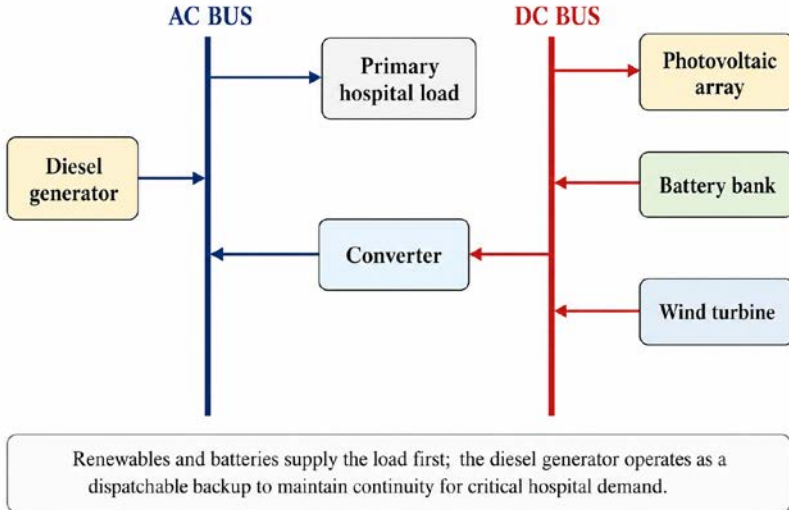 AC BUS
DC BUS
Primary
hospital load
Photovoltaic
array
Diesel
generator
Battery bank
Converter
Wind turbine
Renewables and batteries supply the load first; the diesel generator operates as a
dispatchable backup to maintain continuity for critical hospital demand.